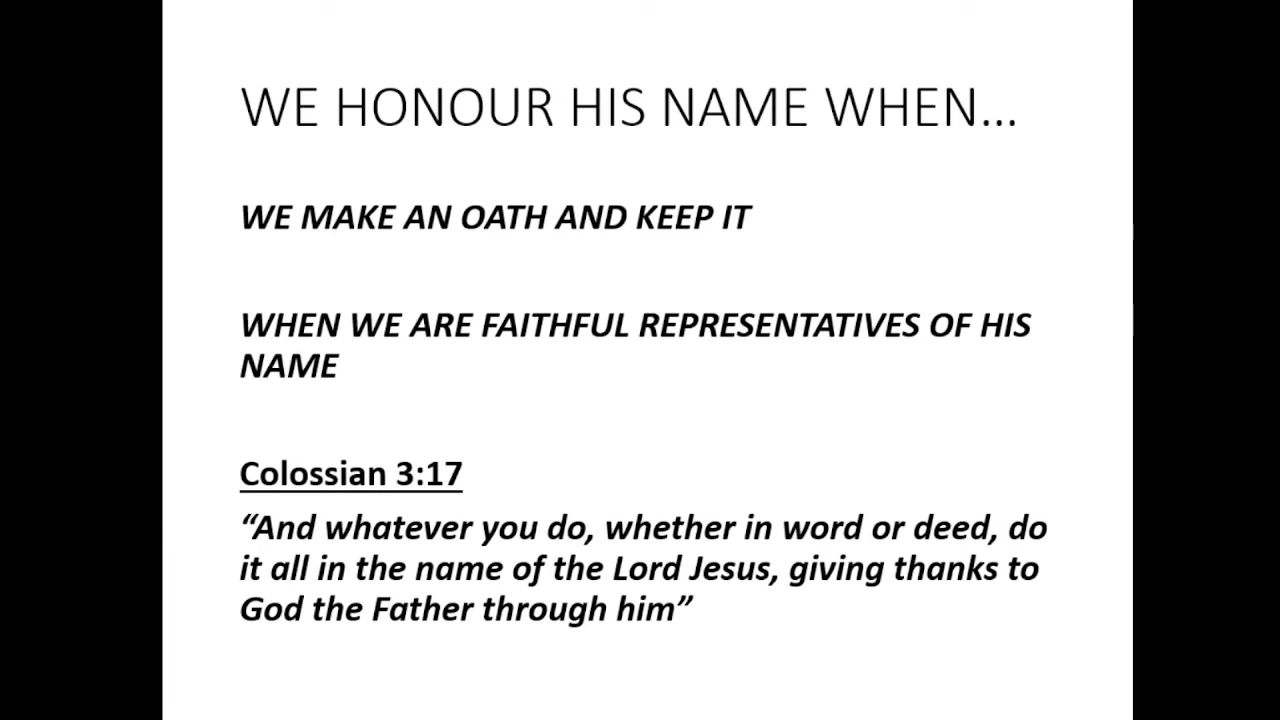 WE HONOUR HIS NAME WHEN...
WE MAKE AN OATH AND KEEP IT
WHEN WE ARE FAITHFUL REPRESENTATIVES OF HIS
NAME
Colossian 3:17
“And whatever you do, whether in word or deed, do
it all in the name of the Lord Jesus, giving thanks to
God the Father through him”